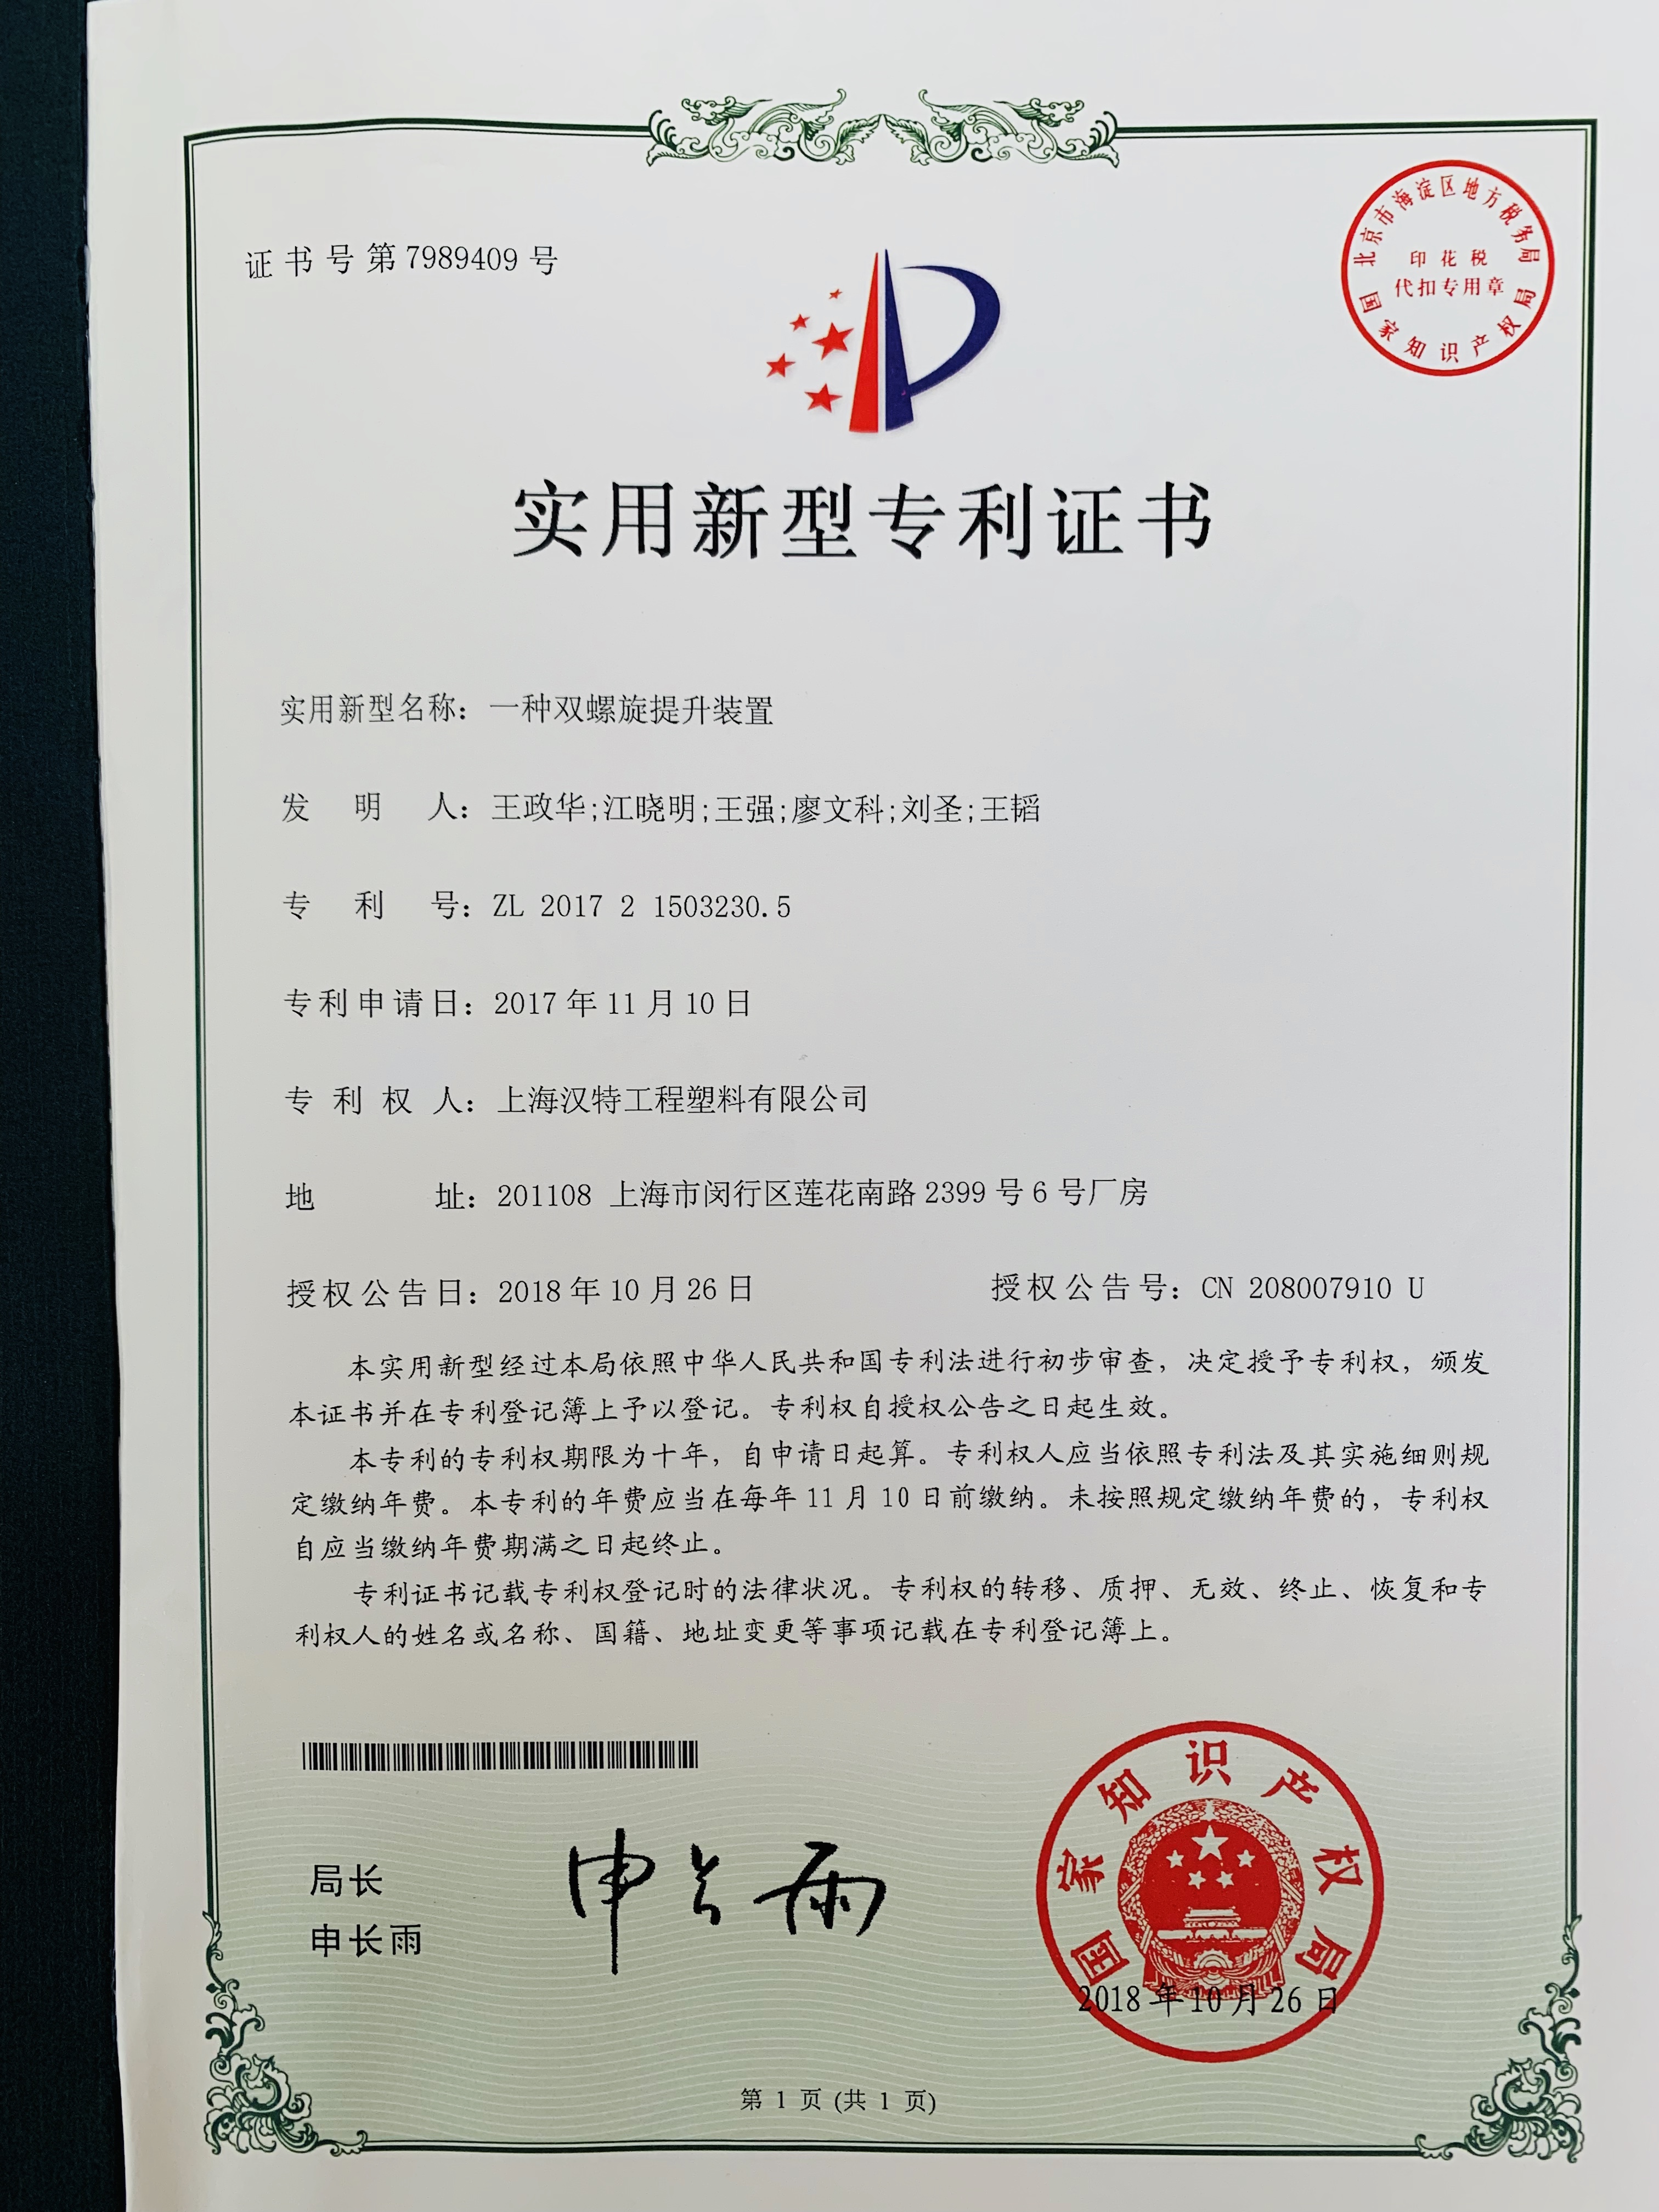 证书号第7989409号
北京市海淀区地方税务局
印花税
代扣专用章
国家知识产权局
实用新型专利证书
实用新型名称：一种双螺旋提升装置
发明人：王政华;江晓明;王强;廖文科;刘圣;王韬
专利号：ZL 2017 2 1503230.5
专利申请日：2017年11月10日
专利权人：上海汉特工程塑料有限公司
地址：201108 上海市闵行区莲花南路2399号6号厂房
授权公告日：2018年10月26日 授权公告号：CN 208007910 U
本实用新型经过本局依照中华人民共和国专利法进行初步审查，决定授予专利权，颁发
本证书并在专利登记簿上予以登记。专利权自授权公告之日起生效。
本专利的专利权期限为十年，自申请日起算。专利权人应当依照专利法及其实施细则规
定缴纳年费。本专利的年费应当在每年11月10日前缴纳。未按照规定缴纳年费的，专利权
自应当缴纳年费期满之日起终止。
专利证书记载专利权登记时的法律状况。专利权的转移、质押、无效、终止、恢复和专
利权人的姓名或名称、国籍、地址变更等事项记载在专利登记簿上。
局长
申长雨
申长雨
国家知识产权局
2018年10月26日
第 1 页 (共 1 页)